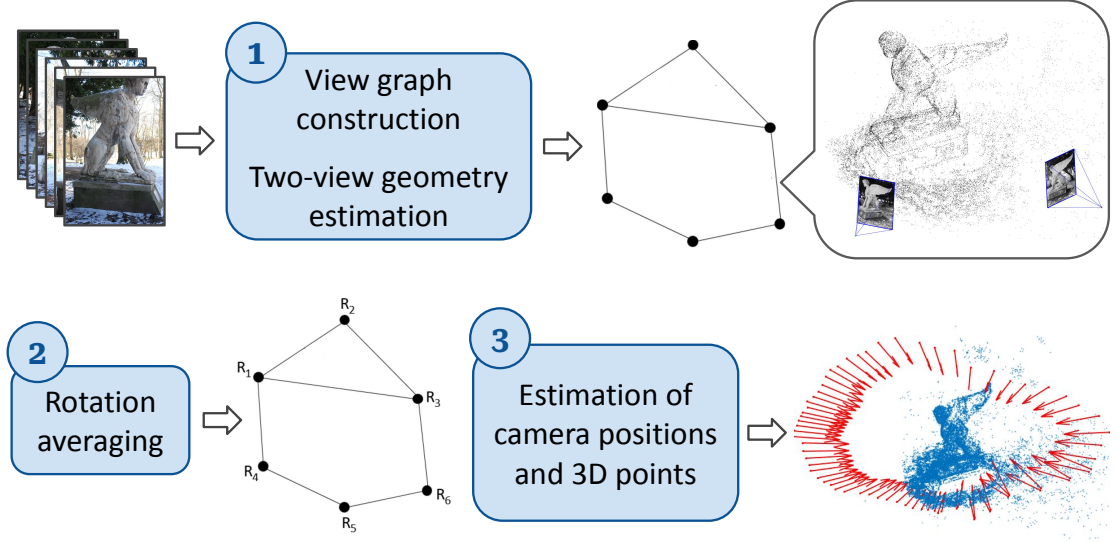 1
View graph
construction
Two-view geometry
estimation
2
Rotation
averaging
R2
R1
R3
R4
R6
R5
3
Estimation of
camera positions
and 3D points